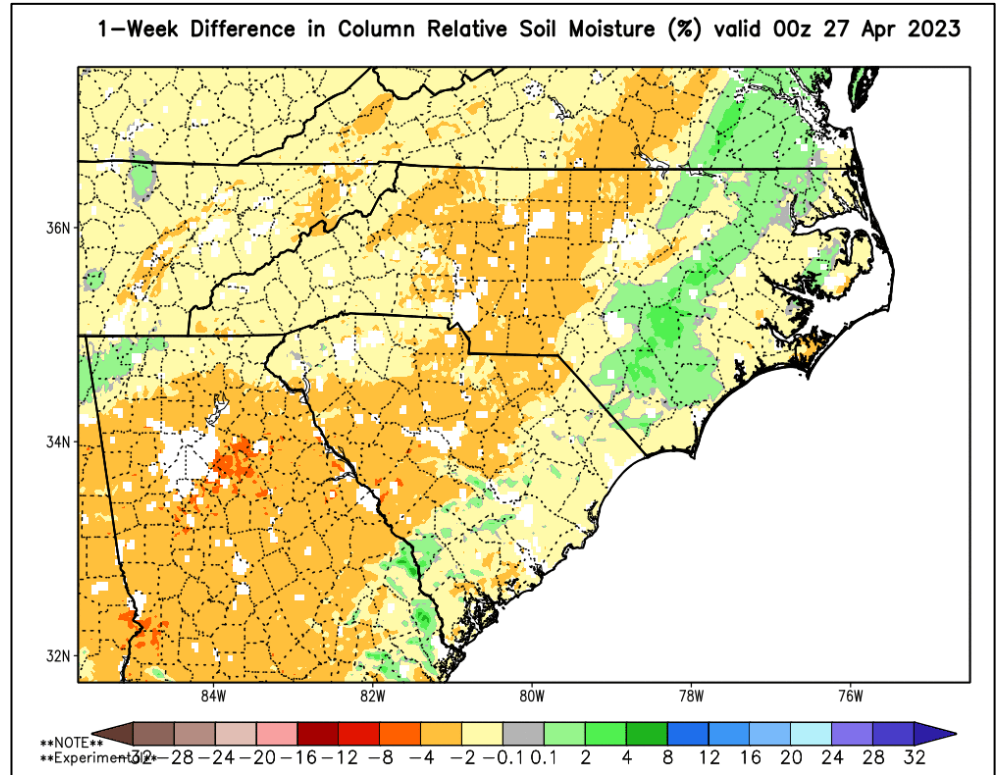 1-Week Difference in Column Relative Soil Moisture (%) valid 00z 27 Apr 2023
36N
34N
32N
84W 82W 80W 78W 76W
**NOTE**
**Experimental** -32 -28 -24 -20 -16 -12 -8 -4 -2 -0.1 0.1 2 4 8 12 16 20 24 28 32